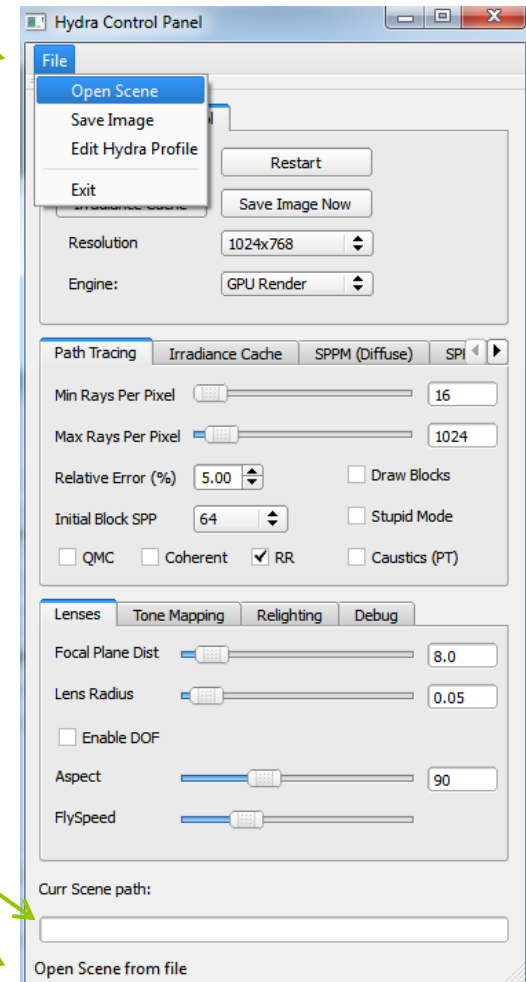 Hydra Control Panel
File
Open Scene
Save Image
Edit Hydra Profile
Exit
Restart
Save Image Now
Resolution 1024x768
Engine: GPU Render
Path Tracing Irradiance Cache SPPM (Diffuse)
Min Rays Per Pixel 16
Max Rays Per Pixel 1024
Relative Error (%) 5.00 Draw Blocks
Initial Block SPP 64 Stupid Mode
QMC Coherent RR Caustics (PT)
Lenses Tone Mapping Relighting Debug
Focal Plane Dist 8.0
Lens Radius 0.05
Enable DOF
Aspect 90
FlySpeed
Curr Scene path:
Open Scene from file